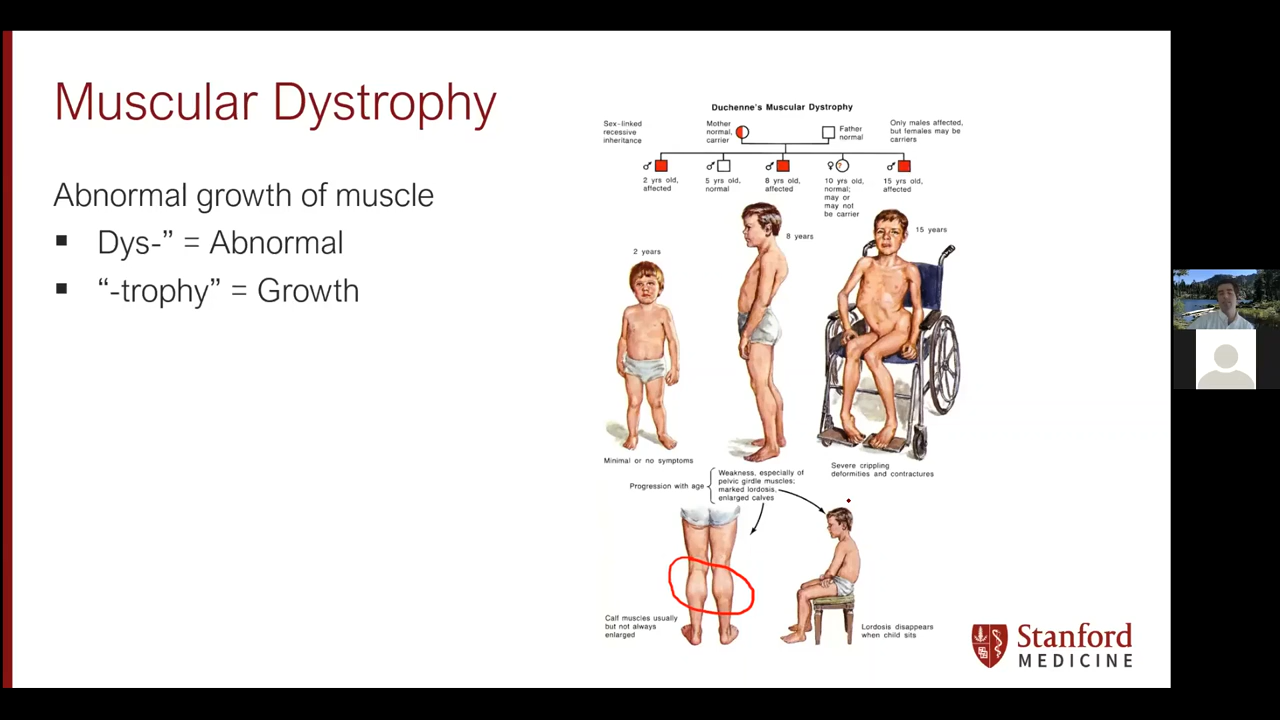 Muscular Dystrophy
Abnormal growth of muscle
▪ Dys-” = Abnormal
▪ “-trophy” = Growth
Duchenne's Muscular Dystrophy
Sex-linked
recessive
inheritance
Mother
normal,
carrier
Father
normal
Only males affected,
but females may be
carriers
♂
♂
♂
♀ ?
♂
2 yrs old,
affected
5 yrs old,
normal
8 yrs old,
affected
10 yrs old,
normal;
may or
may not
be carrier
15 yrs old,
affected
2 years
8 years
15 years
Minimal or no symptoms
Severe crippling
deformities and contractures
Progression with age
Weakness, especially of
pelvic girdle muscles;
marked lordosis,
enlarged calves
Calf muscles usually
but not always
enlarged
Lordosis disappears
when child sits
Stanford
MEDICINE